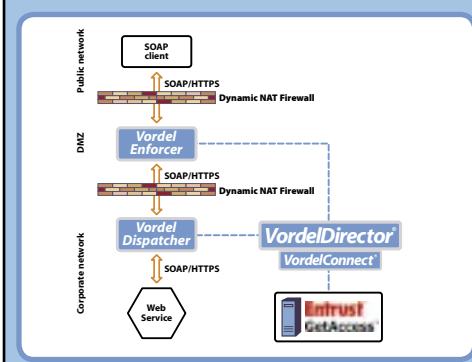 Public network
SOAP
client
SOAP/HTTPS
Dynamic NAT Firewall
DMZ
Vordel
Enforcer
SOAP/HTTPS
Dynamic NAT Firewall
Corporate network
Vordel
Dispatcher
VordelDirector®
VordelConnect®
SOAP/HTTPS
Web
Service
Entrust
GetAccess™